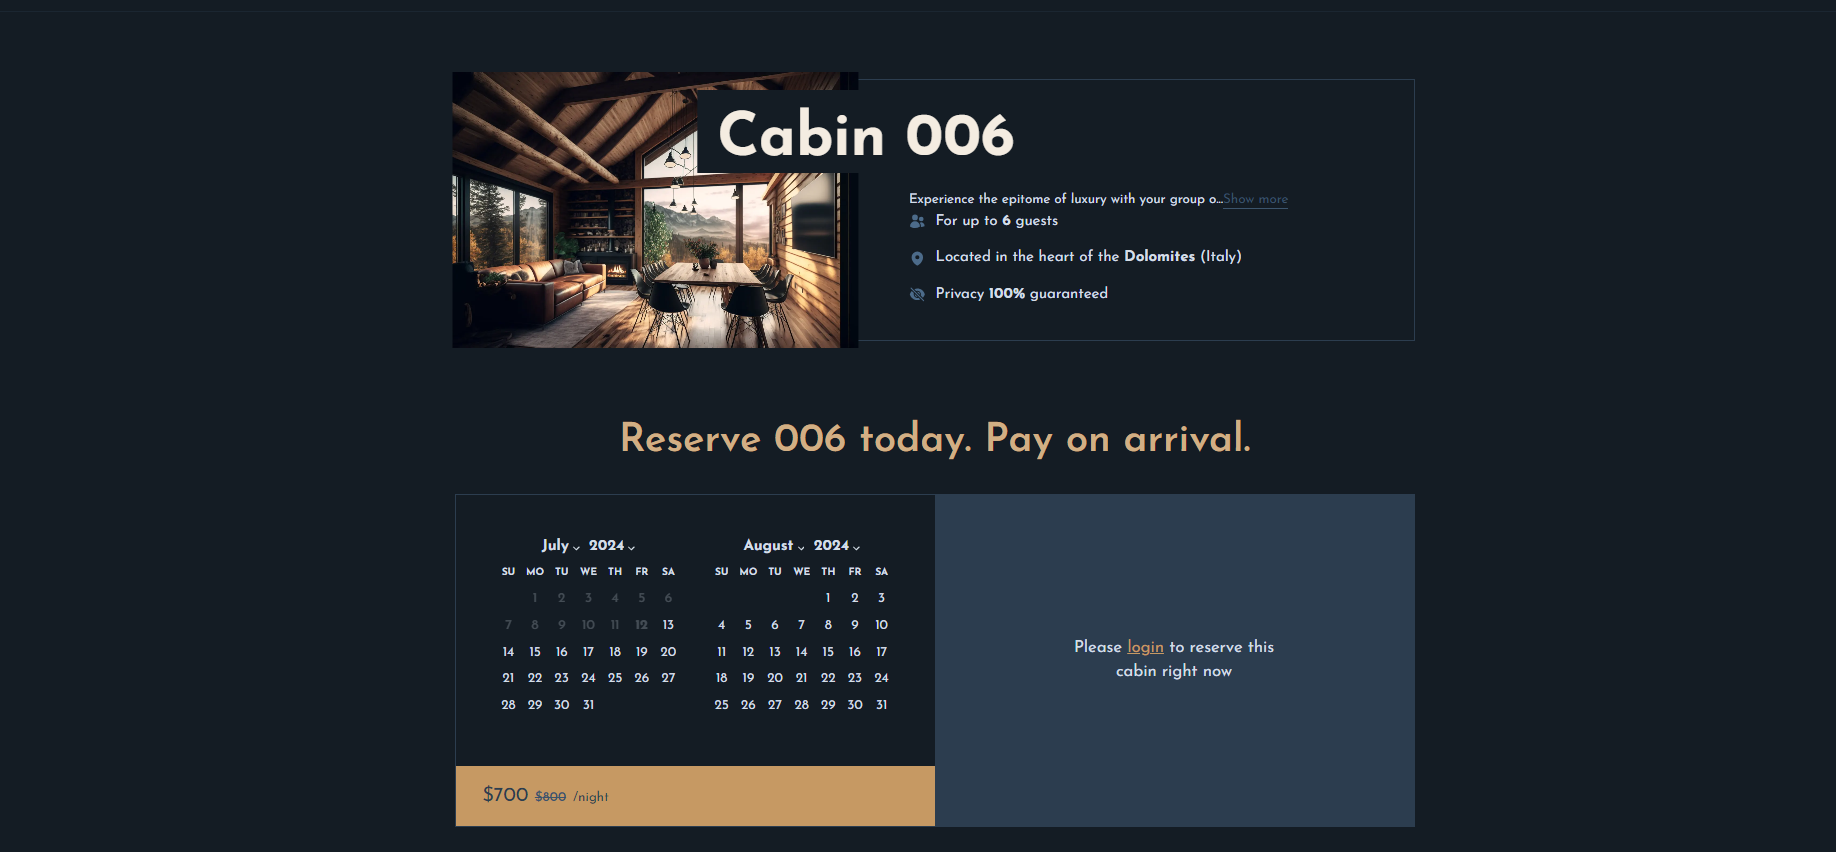 Cabin 006
Experience the epitome of luxury with your group o...Show more
For up to 6 guests
Located in the heart of the Dolomites (Italy)
Privacy 100% guaranteed
Reserve 006 today. Pay on arrival.
July 2024 August 2024
SU MO TU WE TH FR SA SU MO TU WE TH FR SA
1 2 3 4 5 6 1 2 3
7 8 9 10 11 12 13 4 5 6 7 8 9 10
14 15 16 17 18 19 20 11 12 13 14 15 16 17
21 22 23 24 25 26 27 18 19 20 21 22 23 24
28 29 30 31 25 26 27 28 29 30 31
Please login to reserve this
cabin right now
$700 $800 /night